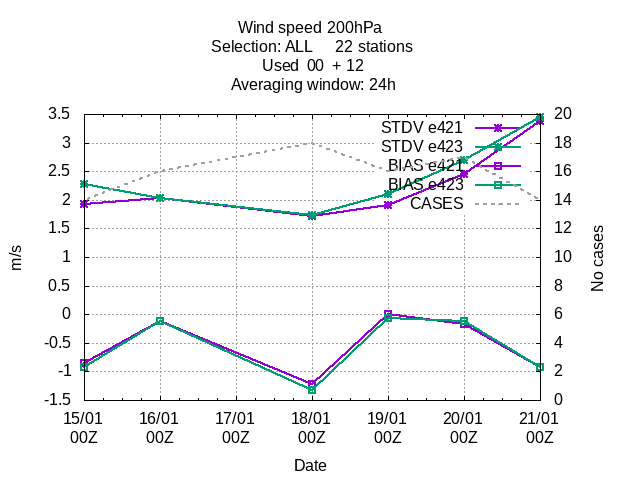 Wind speed 200hPa
Selection: ALL     22 stations
Used  00  + 12
Averaging window: 24h
3.5
3
2.5
2
1.5
1
0.5
0
-0.5
-1
-1.5
m/s
STDV e421
STDV e423
BIAS e421
BIAS e423
CASES
20
18
16
14
12
10
8
6
4
2
0
No cases
15/01 16/01 17/01 18/01 19/01 20/01 21/01
00Z 00Z 00Z 00Z 00Z 00Z 00Z
Date